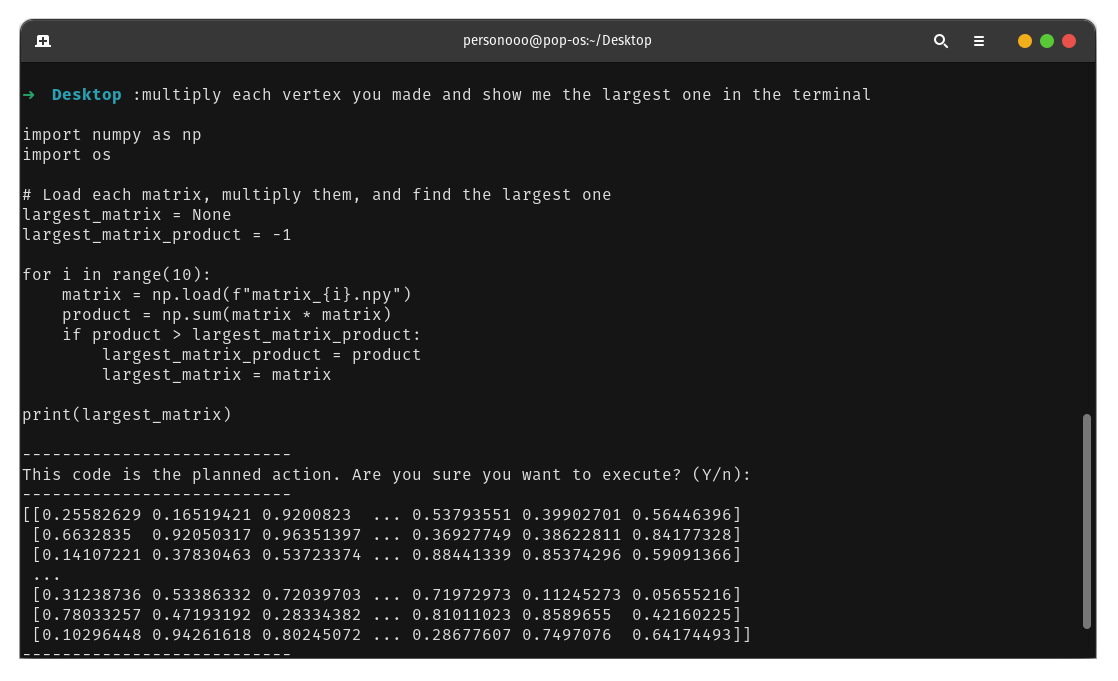 personooo@pop-os:~/Desktop
→ Desktop :multiply each vertex you made and show me the largest one in the terminal
import numpy as np
import os
# Load each matrix, multiply them, and find the largest one
largest_matrix = None
largest_matrix_product = -1
for i in range(10):
    matrix = np.load(f"matrix_{i}.npy")
    product = np.sum(matrix * matrix)
    if product > largest_matrix_product:
        largest_matrix_product = product
        largest_matrix = matrix
print(largest_matrix)
---------------------------
This code is the planned action. Are you sure you want to execute? (Y/n):
---------------------------
[[0.25582629 0.16519421 0.9200823  ... 0.53793551 0.39902701 0.56446396]
 [0.6632835  0.92050317 0.96351397 ... 0.36927749 0.38622811 0.84177328]
 [0.14107221 0.37830463 0.53723374 ... 0.88441339 0.85374296 0.59091366]
 ...
 [0.31238736 0.53386332 0.72039703 ... 0.71972973 0.11245273 0.05655216]
 [0.78033257 0.47193192 0.28334382 ... 0.81011023 0.8589655  0.42160225]
 [0.10296448 0.94261618 0.80245072 ... 0.28677607 0.7497076  0.64174493]]
---------------------------